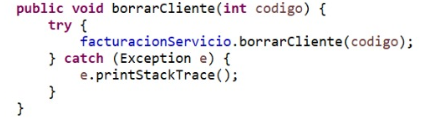 public void borrarCliente(int codigo) {
    try {
        facturacionServicio.borrarCliente(codigo);
    } catch (Exception e) {
        e.printStackTrace();
    }
}